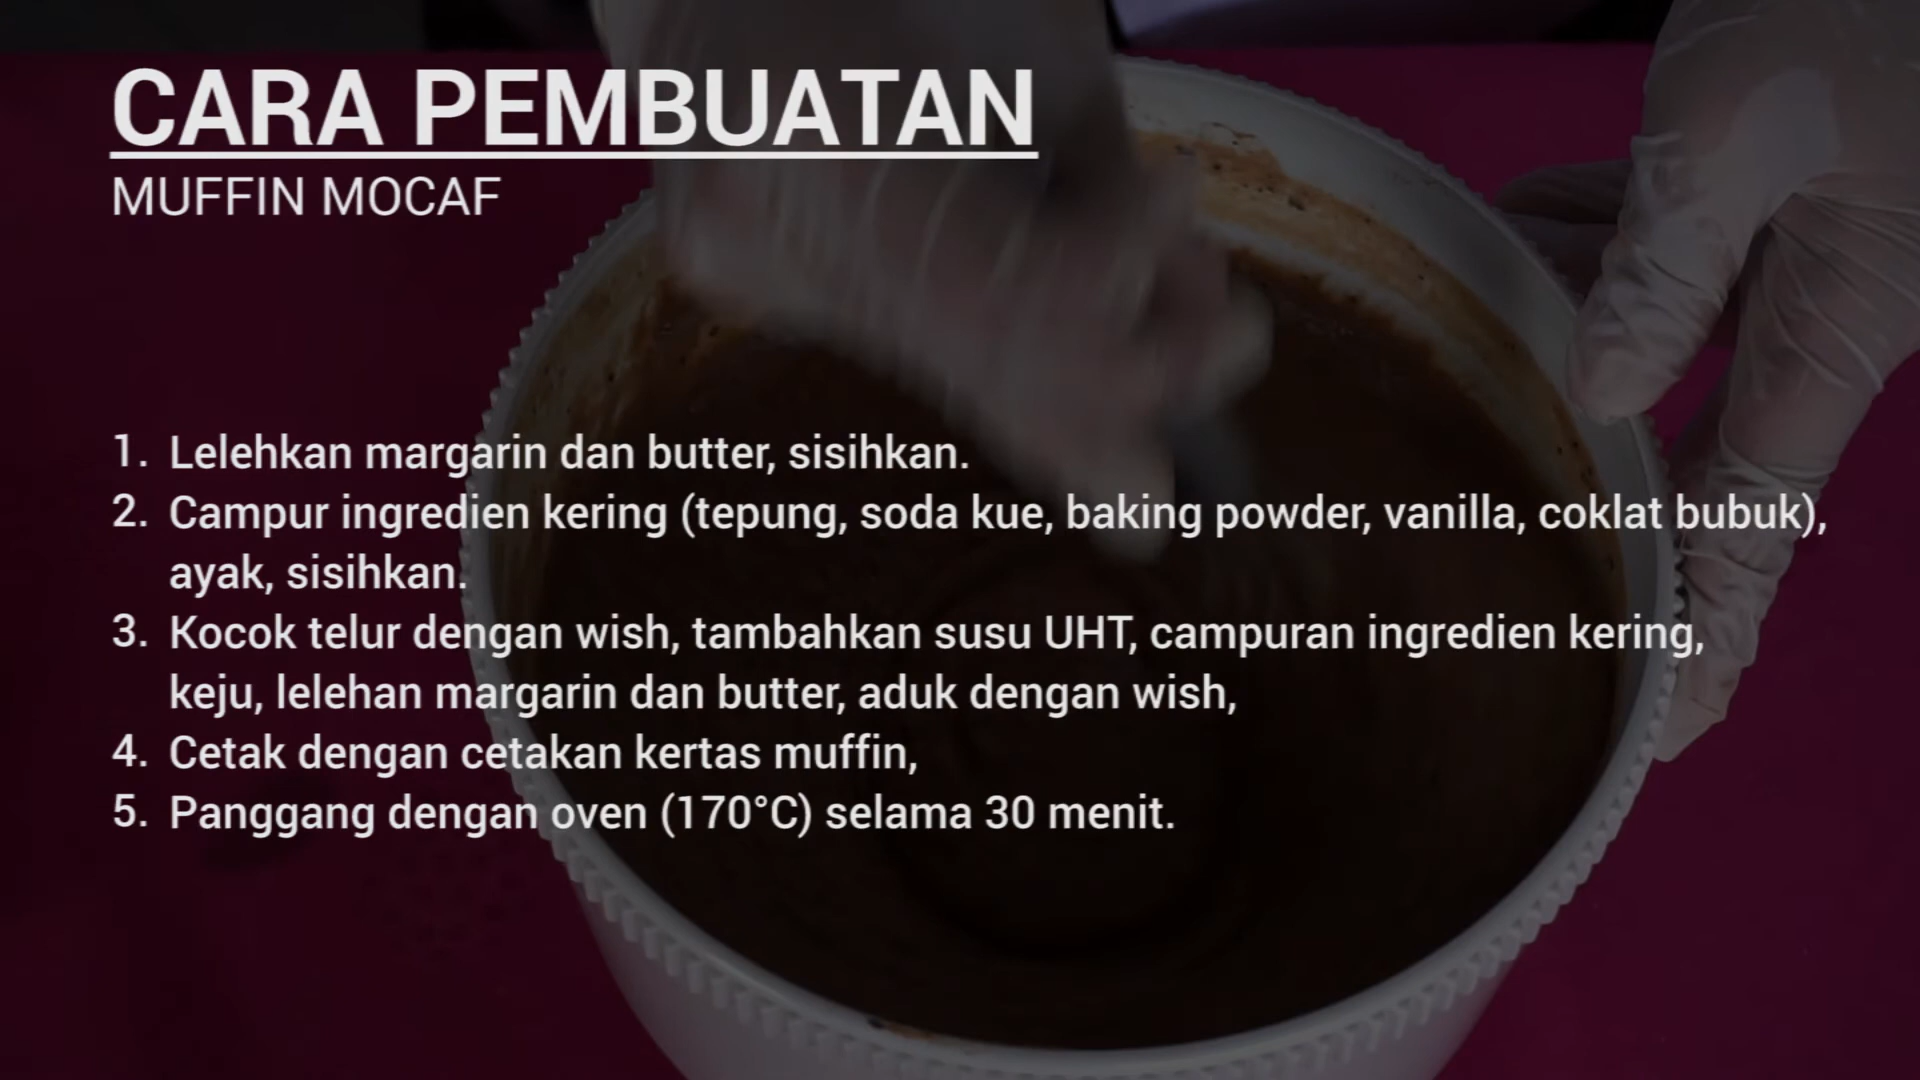 CARA PEMBUATAN
MUFFIN MOCAF
1. Lelehkan margarin dan butter, sisihkan.
2. Campur ingredien kering (tepung, soda kue, baking powder, vanilla, coklat bubuk),
ayak, sisihkan.
3. Kocok telur dengan wish, tambahkan susu UHT, campuran ingredien kering,
keju, lelehan margarin dan butter, aduk dengan wish,
4. Cetak dengan cetakan kertas muffin,
5. Panggang dengan oven (170°C) selama 30 menit.